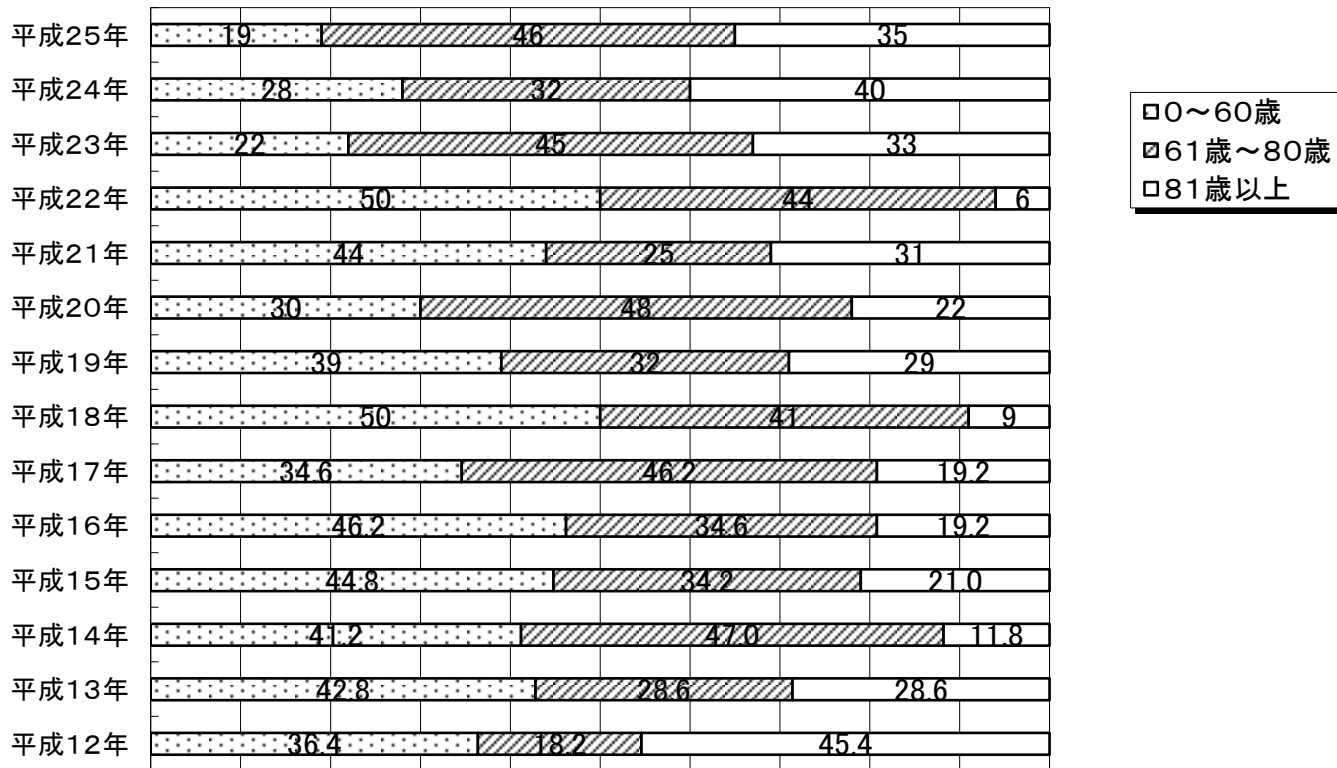 平成25年 19 46 35
平成24年 28 32 40
平成23年 22 45 33
平成22年 50 44 6
平成21年 44 25 31
平成20年 30 48 22
平成19年 39 32 29
平成18年 50 41 9
平成17年 34.6 46.2 19.2
平成16年 46.2 34.6 19.2
平成15年 44.8 34.2 21.0
平成14年 41.2 47.0 11.8
平成13年 42.8 28.6 28.6
平成12年 36.4 18.2 45.4
0～60歳
61歳～80歳
81歳以上